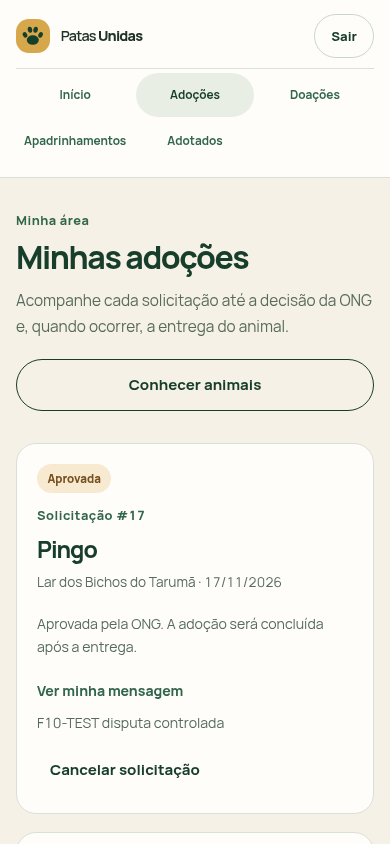 Patas Unidas
Sair
Início
Adoções
Doações
Apadrinhamentos
Adotados
Minha área
Minhas adoções
Acompanhe cada solicitação até a decisão da ONG
e, quando ocorrer, a entrega do animal.
Conhecer animais
Aprovada
Solicitação #17
Pingo
Lar dos Bichos do Tarumã · 17/11/2026
Aprovada pela ONG. A adoção será concluída
após a entrega.
Ver minha mensagem
F10-TEST disputa controlada
Cancelar solicitação